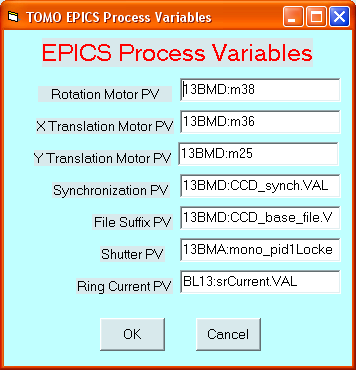 TOMO EPICS Process Variables
EPICS Process Variables
Rotation Motor PV 13BMD:m38
X Translation Motor PV 13BMD:m36
Y Translation Motor PV 13BMD:m25
Synchronization PV 13BMD:CCD_synch.VAL
File Suffix PV 13BMD:CCD_base_file.V
Shutter PV 13BMA:mono_pid1Locke
Ring Current PV BL13:srCurrent.VAL
OK Cancel